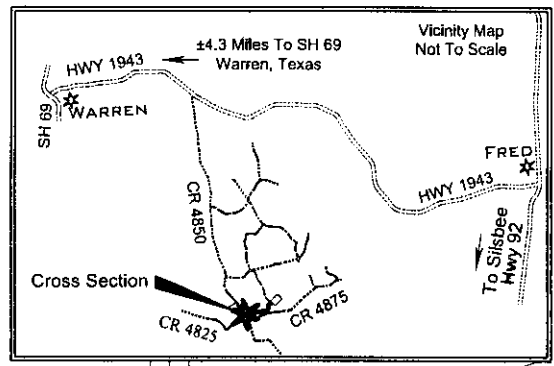 Vicinity Map
Not To Scale
±4.3 Miles To SH 69
Warren, Texas
HWY 1943
SH 69
WARREN
FRED
HWY 1943
CR 4850
To Silsbee
Hwy 92
Cross Section
CR 4875
CR 4825